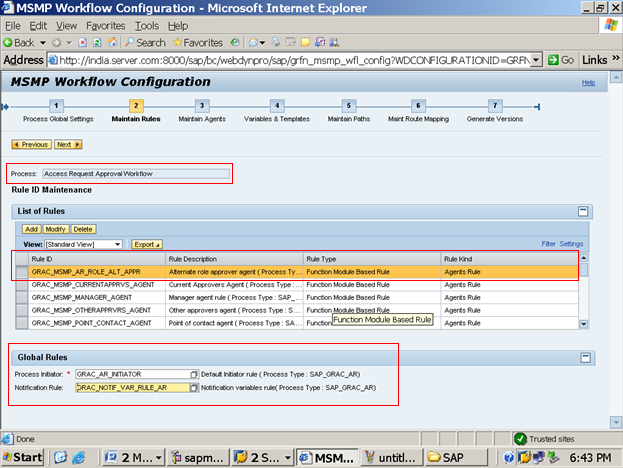 MSMP Workflow Configuration - Microsoft Internet Explorer
File Edit View Favorites Tools Help
Back Search Favorites
Address http://india.server.com:8000/sap/bc/webdynpro/sap/grfn_msmp_wfl_config?WDCONFIGURATIONID=GRFN Go Links »
MSMP Workflow Configuration Help
1 2 3 4 5 6 7
Process Global Settings Maintain Rules Maintain Agents Variables & Templates Maintain Paths Maint Route Mapping Generate Versions
Previous Next
Process: Access Request Approval Workflow
Rule ID Maintenance
List of Rules
Add Modify Delete
View: [Standard View] Export Filter Settings
Rule ID Rule Description Rule Type Rule Kind
GRAC_MSMP_AR_ROLE_ALT_APPR Alternate role approver agent ( Process Ty... Function Module Based Rule Agents Rule
GRAC_MSMP_CURRENTAPPRVS_AGENT Current Approvers Agent ( Process Type : S... Function Module Based Rule Agents Rule
GRAC_MSMP_MANAGER_AGENT Manager agent rule ( Process Type : SAP_... Function Module Based Rule Agents Rule
GRAC_MSMP_OTHERAPPRVRS_AGENT Other approvers agent ( Process Type : SA... Function Module Based Rule Agents Rule
GRAC_MSMP_POINT_CONTACT_AGENT Point of contact agent ( Process Type : SAP... Function Module Based Rule Agents Rule
Function Module Based Rule
Global Rules
Process Initiator: * GRAC_AR_INITIATOR Default Initiator rule ( Process Type : SAP_GRAC_AR)
Notification Rule: GRAC_NOTIF_VAR_RULE_AR Notification variables rule( Process Type : SAP_GRAC_AR)
Done Trusted sites
Start 2 M... sapm... 2 S... MSM... untitl... SAP 6:43 PM